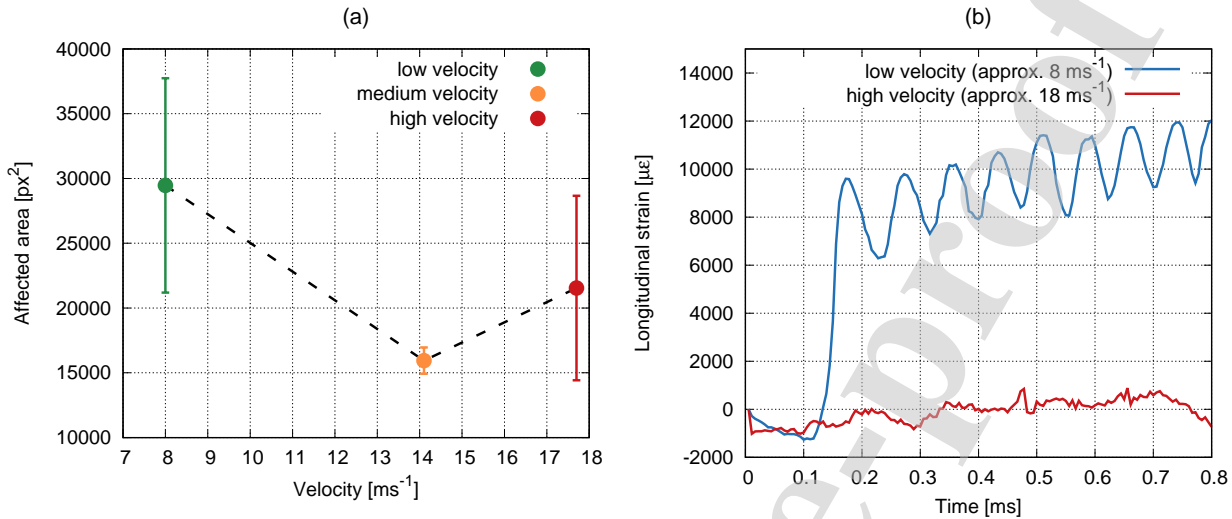 (a)
Affected area [px²]
40000
35000
30000
25000
20000
15000
10000
low velocity
medium velocity
high velocity
7 8 9 10 11 12 13 14 15 16 17 18
Velocity [ms⁻¹]
(b)
Longitudinal strain [με]
14000
12000
10000
8000
6000
4000
2000
0
-2000
low velocity (approx. 8 ms⁻¹)
high velocity (approx. 18 ms⁻¹)
0 0.1 0.2 0.3 0.4 0.5 0.6 0.7 0.8
Time [ms]
e-proof